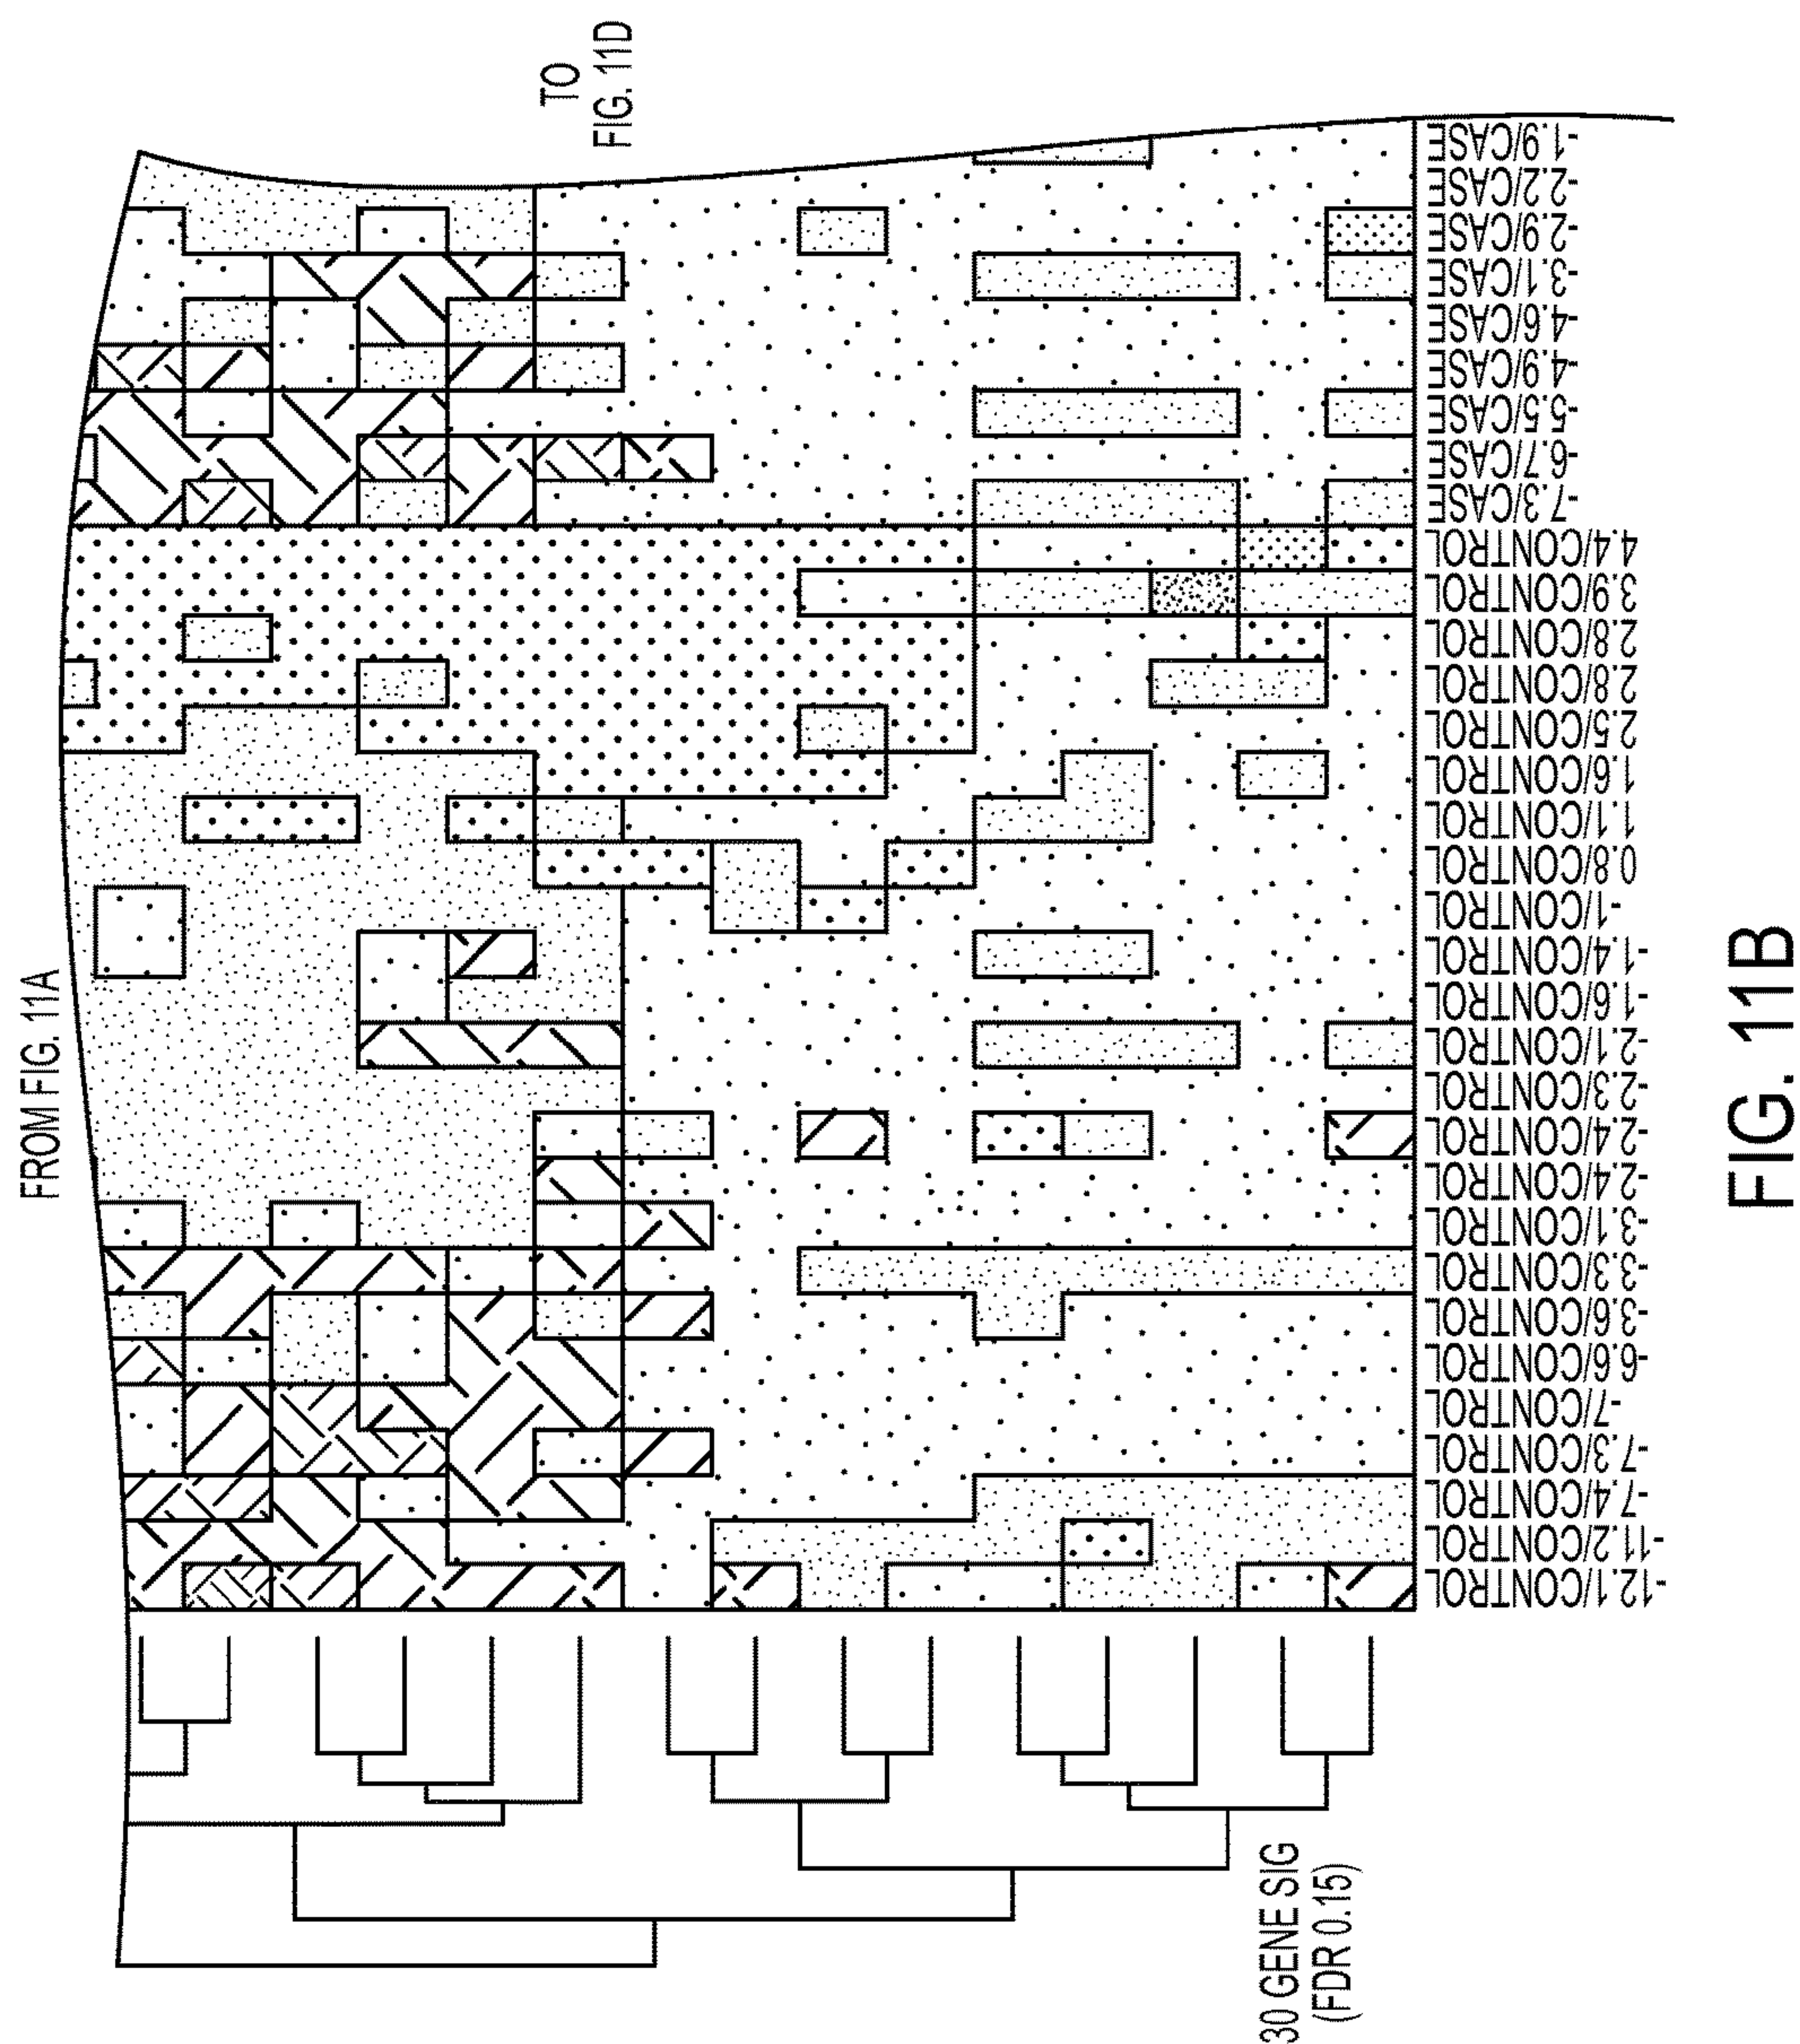 FROM FIG. 11A
TO
FIG. 11D
-1.9/CASE
-2.2/CASE
-2.9/CASE
-3.1/CASE
-4.6/CASE
-4.9/CASE
-5.5/CASE
-6.7/CASE
-7.3/CASE
4.4/CONTROL
3.9/CONTROL
2.8/CONTROL
2.8/CONTROL
2.5/CONTROL
1.6/CONTROL
1.1/CONTROL
0.8/CONTROL
-1/CONTROL
-1.4/CONTROL
-1.6/CONTROL
-2.1/CONTROL
-2.3/CONTROL
-2.4/CONTROL
-2.4/CONTROL
-3.1/CONTROL
-3.3/CONTROL
-3.6/CONTROL
-6.6/CONTROL
-7/CONTROL
-7.3/CONTROL
-7.4/CONTROL
-11.2/CONTROL
-12.1/CONTROL
30 GENE SIG
(FDR 0.15)
FIG. 11B